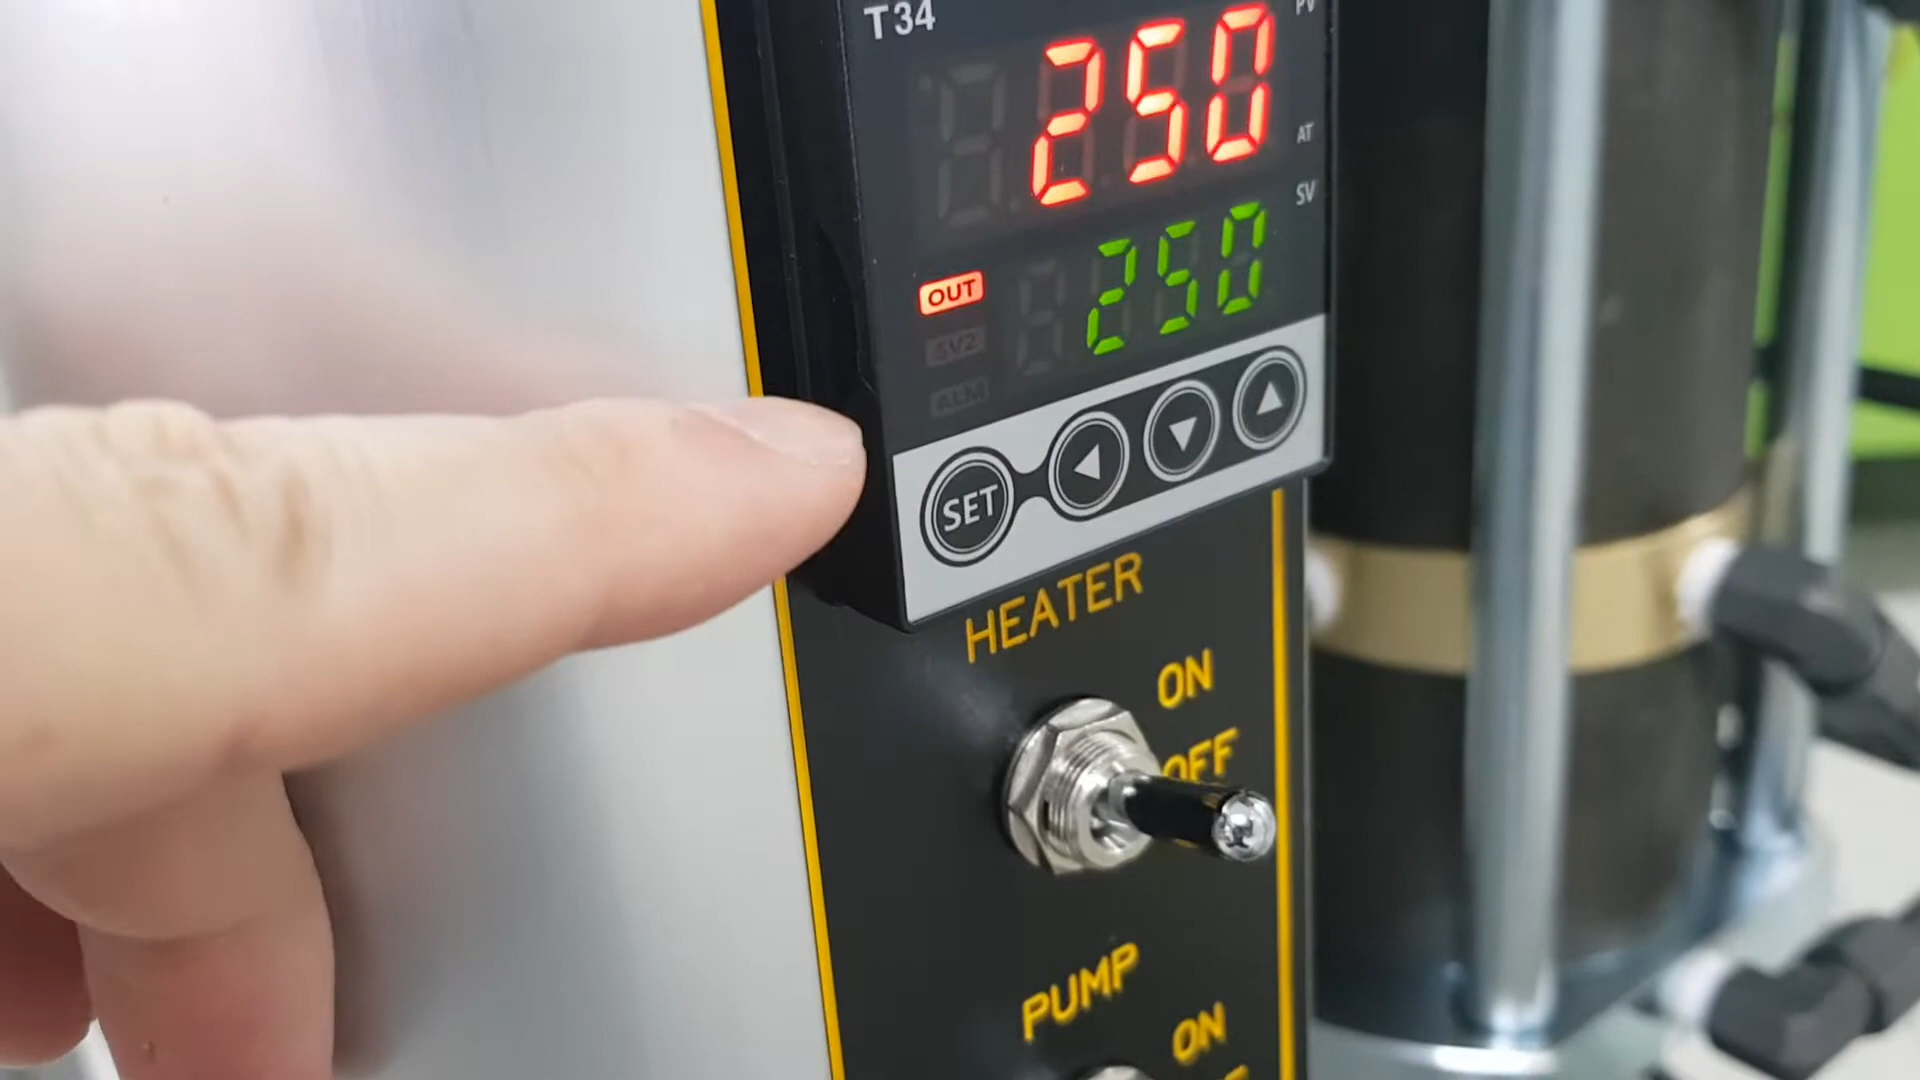 T34
PV
250
AT
SV
250
OUT
SV2
ALM
SET
HEATER
ON
OFF
PUMP
ON